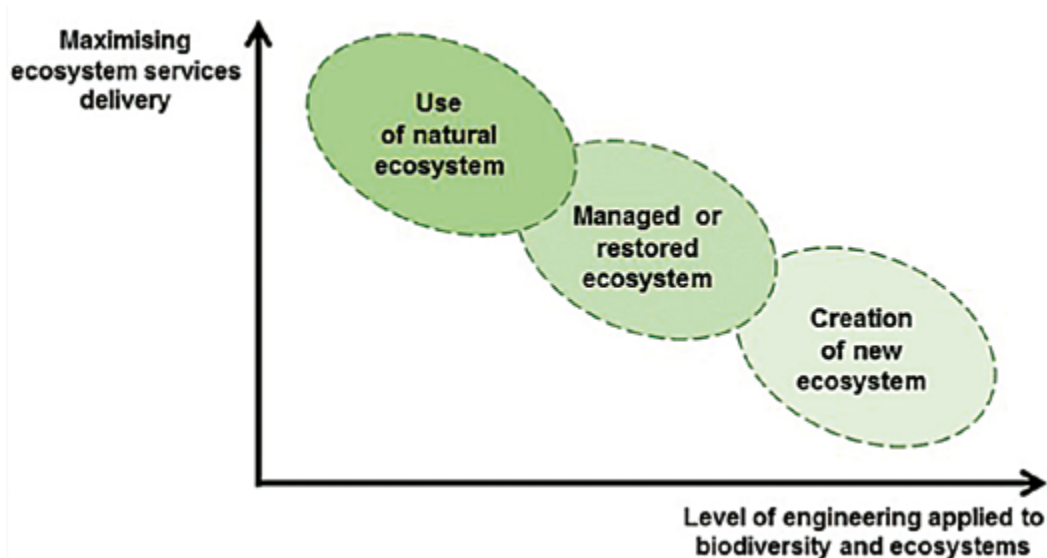 Maximising
ecosystem services
delivery
Use
of natural
ecosystem
Managed or
restored
ecosystem
Creation
of new
ecosystem
Level of engineering applied to
biodiversity and ecosystems